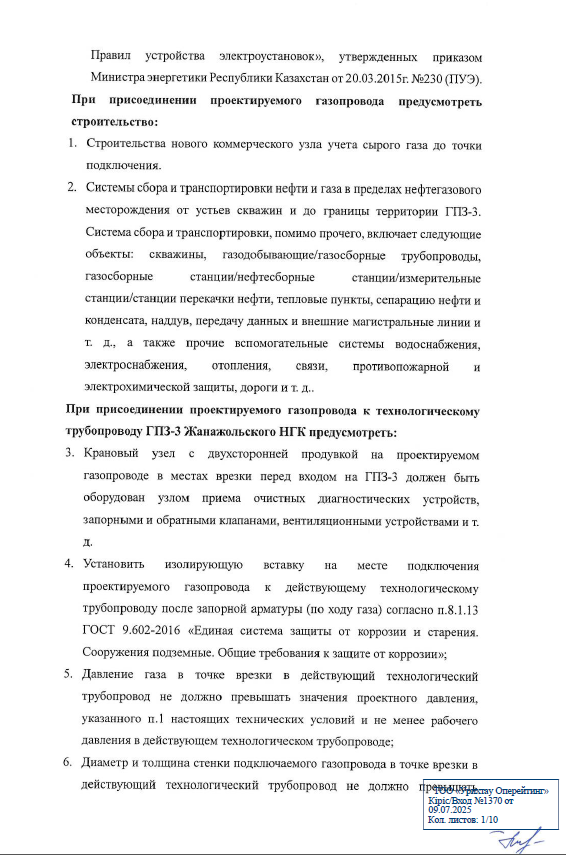 Правил устройства электроустановок», утвержденных приказом
Министра энергетики Республики Казахстан от 20.03.2015г. №230 (ПУЭ).
При присоединении проектируемого газопровода предусмотреть
строительство:
1. Строительства нового коммерческого узла учета сырого газа до точки
подключения.
2. Системы сбора и транспортировки нефти и газа в пределах нефтегазового
месторождения от устьев скважин и до границы территории ГПЗ-3.
Система сбора и транспортировки, помимо прочего, включает следующие
объекты: скважины, газодобывающие/газосборные трубопроводы,
газосборные станции/нефтесборные станции/измерительные
станции/станции перекачки нефти, тепловые пункты, сепарацию нефти и
конденсата, наддув, передачу данных и внешние магистральные линии и
т. д., а также прочие вспомогательные системы водоснабжения,
электроснабжения, отопления, связи, противопожарной и
электрохимической защиты, дороги и т. д..
При присоединении проектируемого газопровода к технологическому
трубопроводу ГПЗ-3 Жанажольского НГК предусмотреть:
3. Крановый узел с двухсторонней продувкой на проектируемом
газопроводе в местах врезки перед входом на ГПЗ-3 должен быть
оборудован узлом приема очистных диагностических устройств,
запорными и обратными клапанами, вентиляционными устройствами и т.
д.
4. Установить изолирующую вставку на месте подключения
проектируемого газопровода к действующему технологическому
трубопроводу после запорной арматуры (по ходу газа) согласно п.8.1.13
ГОСТ 9.602-2016 «Единая система защиты от коррозии и старения.
Сооружения подземные. Общие требования к защите от коррозии»;
5. Давление газа в точке врезки в действующий технологический
трубопровод не должно превышать значения проектного давления,
указанного п.1 настоящих технических условий и не менее рабочего
давления в действующем технологическом трубопроводе;
6. Диаметр и толщина стенки подключаемого газопровода в точке врезки в
действующий технологический трубопровод не должно превышать
ТОО «Урихтау Оперейтинг»
Кіріс/Вход №1370 от
09.07.2025
Кол. листов: 1/10